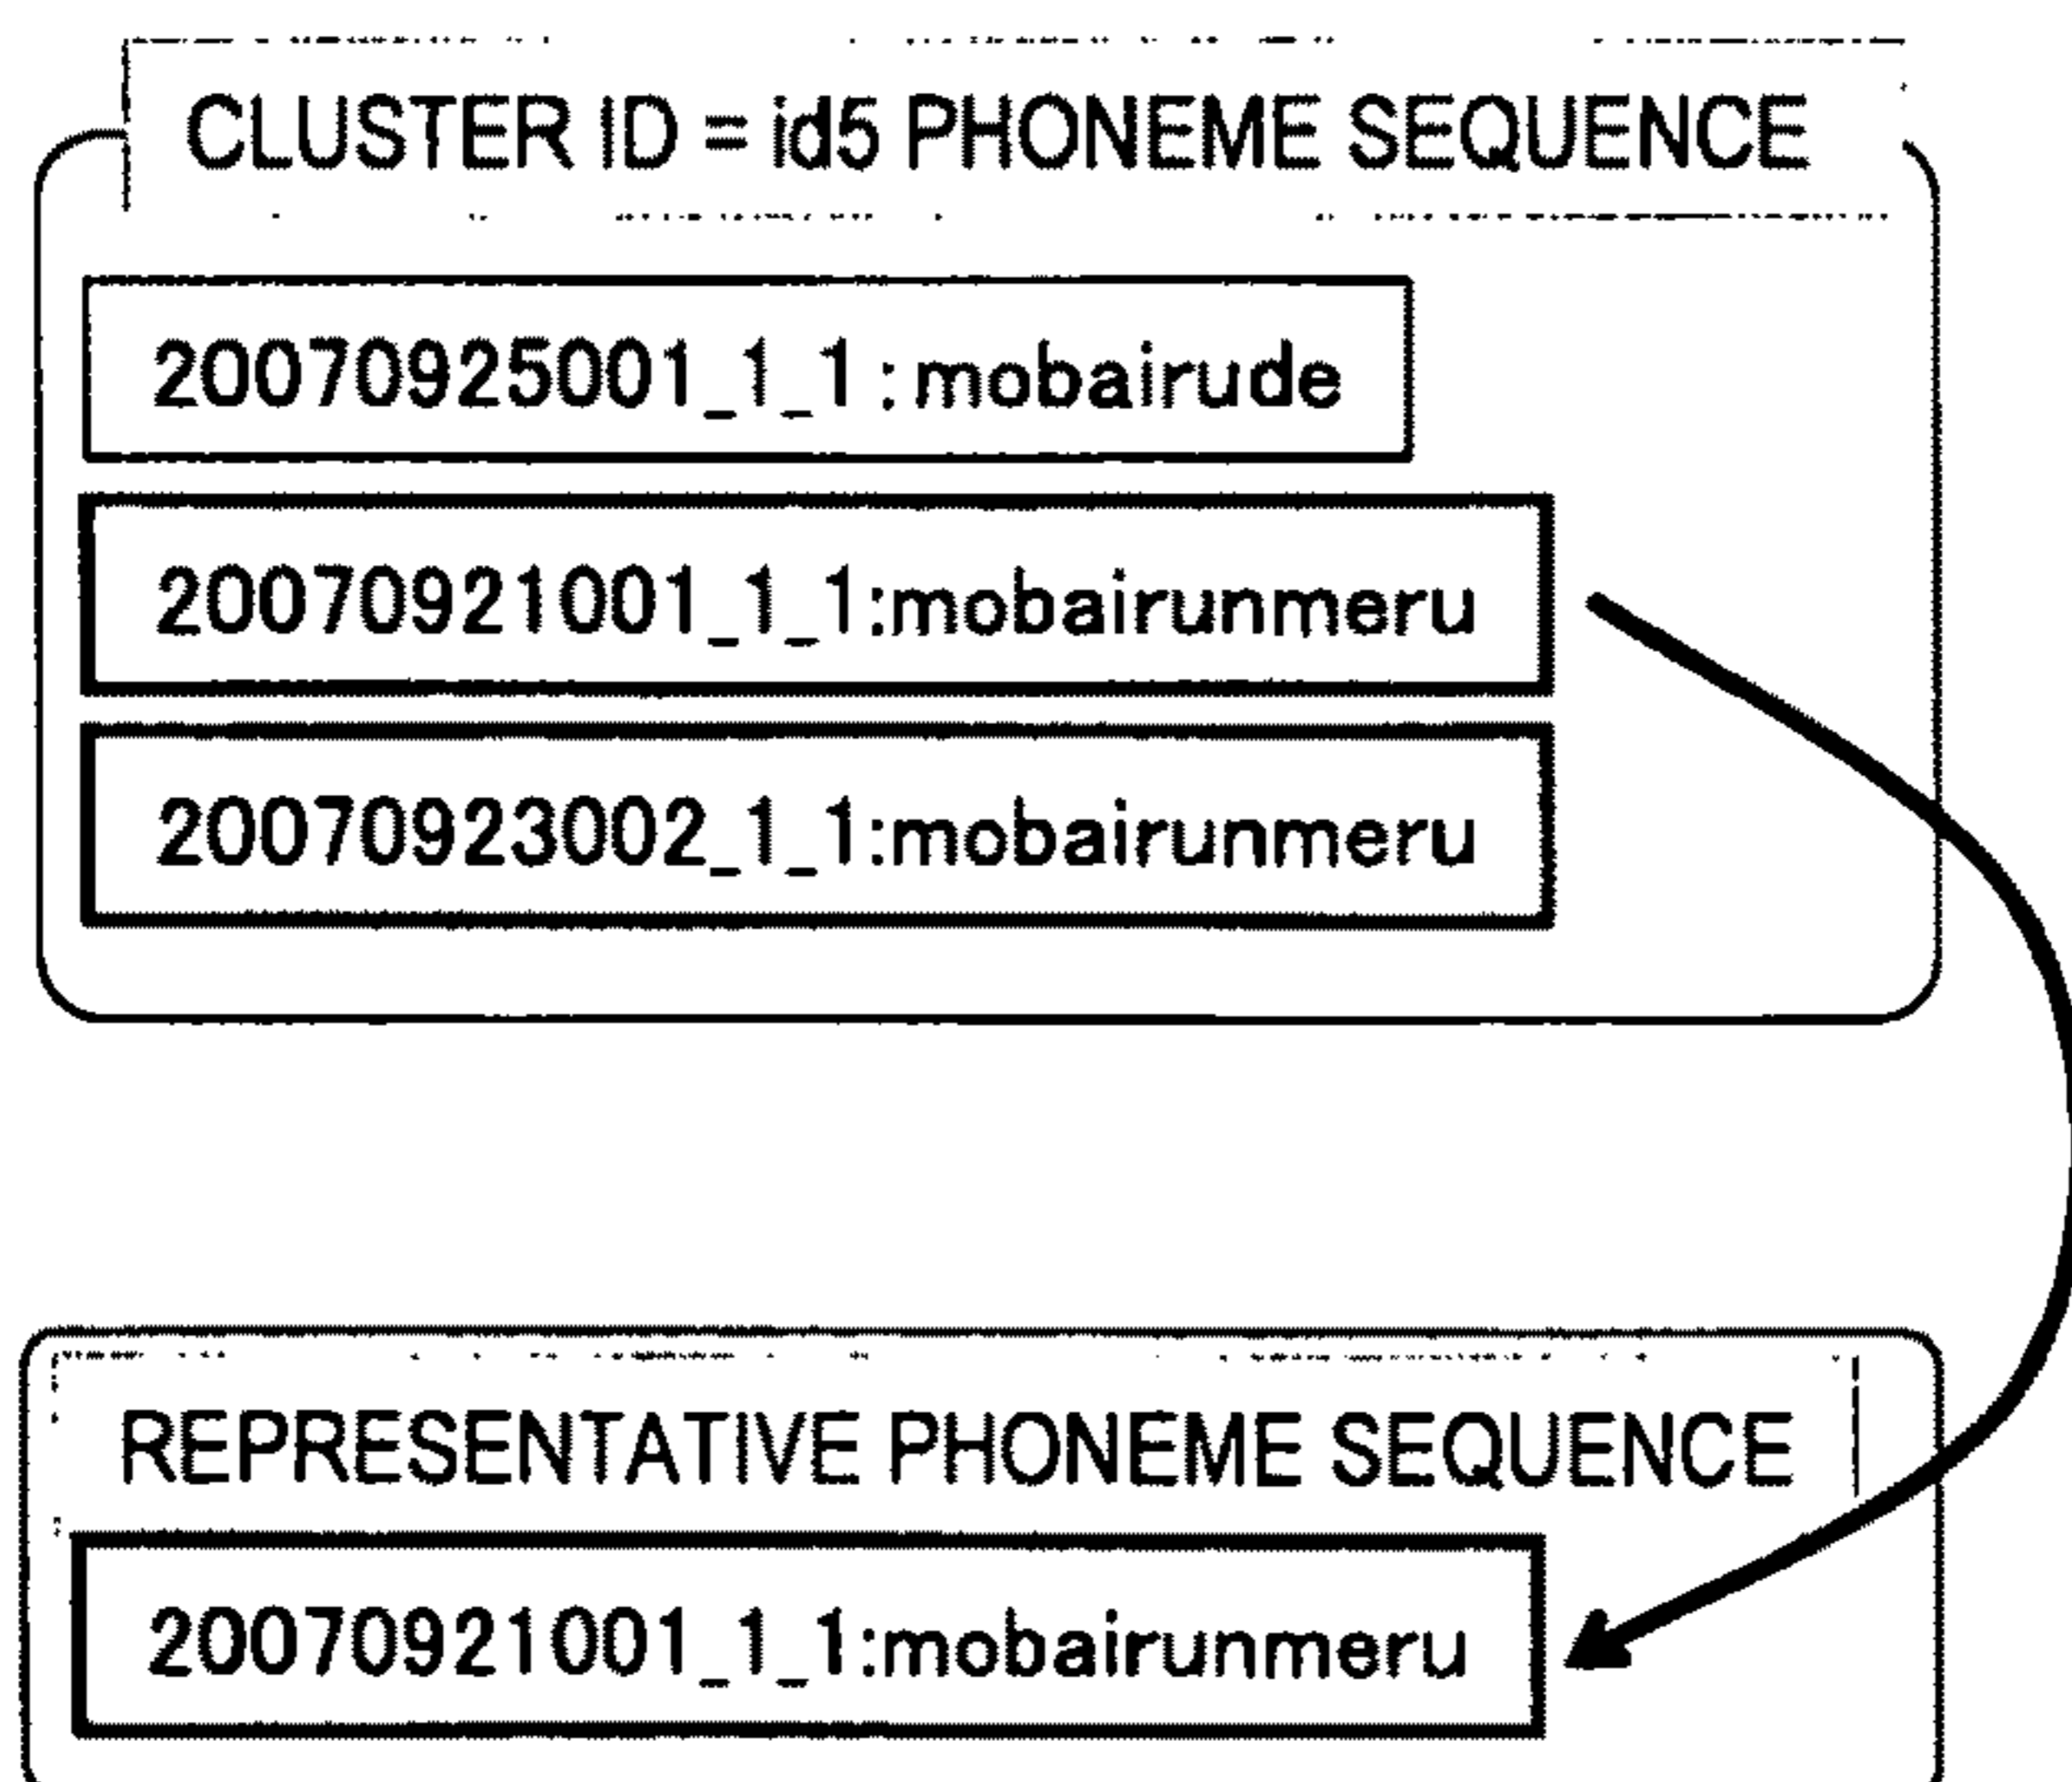 CLUSTER ID = id5 PHONEME SEQUENCE
20070925001_1_1:mobairude
20070921001_1_1:mobairunmeru
20070923002_1_1:mobairunmeru
REPRESENTATIVE PHONEME SEQUENCE
20070921001_1_1:mobairunmeru